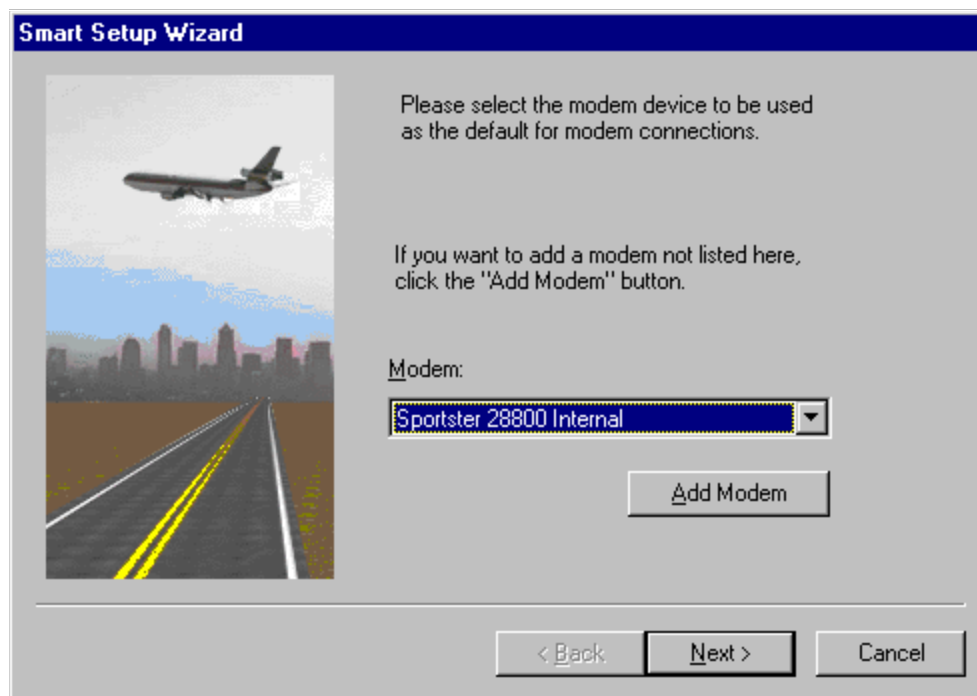 Smart Setup Wizard
Please select the modem device to be used
as the default for modem connections.
If you want to add a modem not listed here,
click the "Add Modem" button.
Modem:
Sportster 28800 Internal
Add Modem
< Back
Next >
Cancel